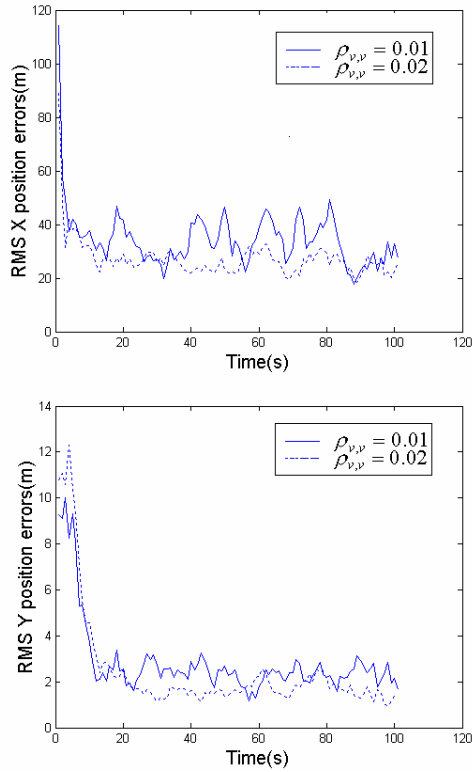 120
100
80
60
40
20
0
RMS X position errors(m)
ρv,v = 0.01
ρv,v = 0.02
0 20 40 60 80 100 120
Time(s)
14
12
10
8
6
4
2
0
RMS Y position errors(m)
ρv,v = 0.01
ρv,v = 0.02
0 20 40 60 80 100 120
Time(s)